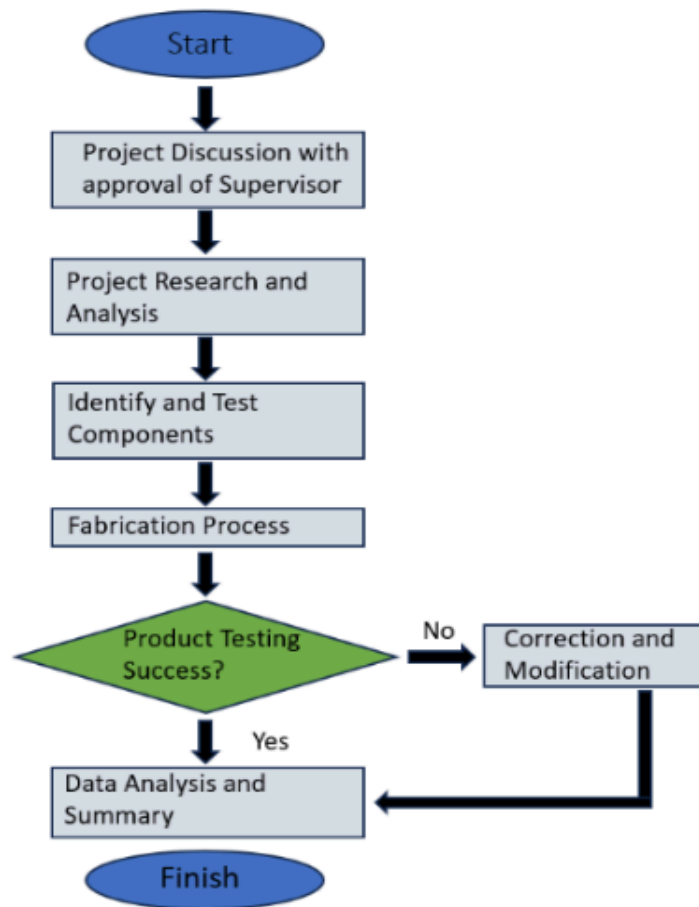 Start
Project Discussion with
approval of Supervisor
Project Research and
Analysis
Identify and Test
Components
Fabrication Process
Product Testing
Success?
No
Correction and
Modification
Yes
Data Analysis and
Summary
Finish